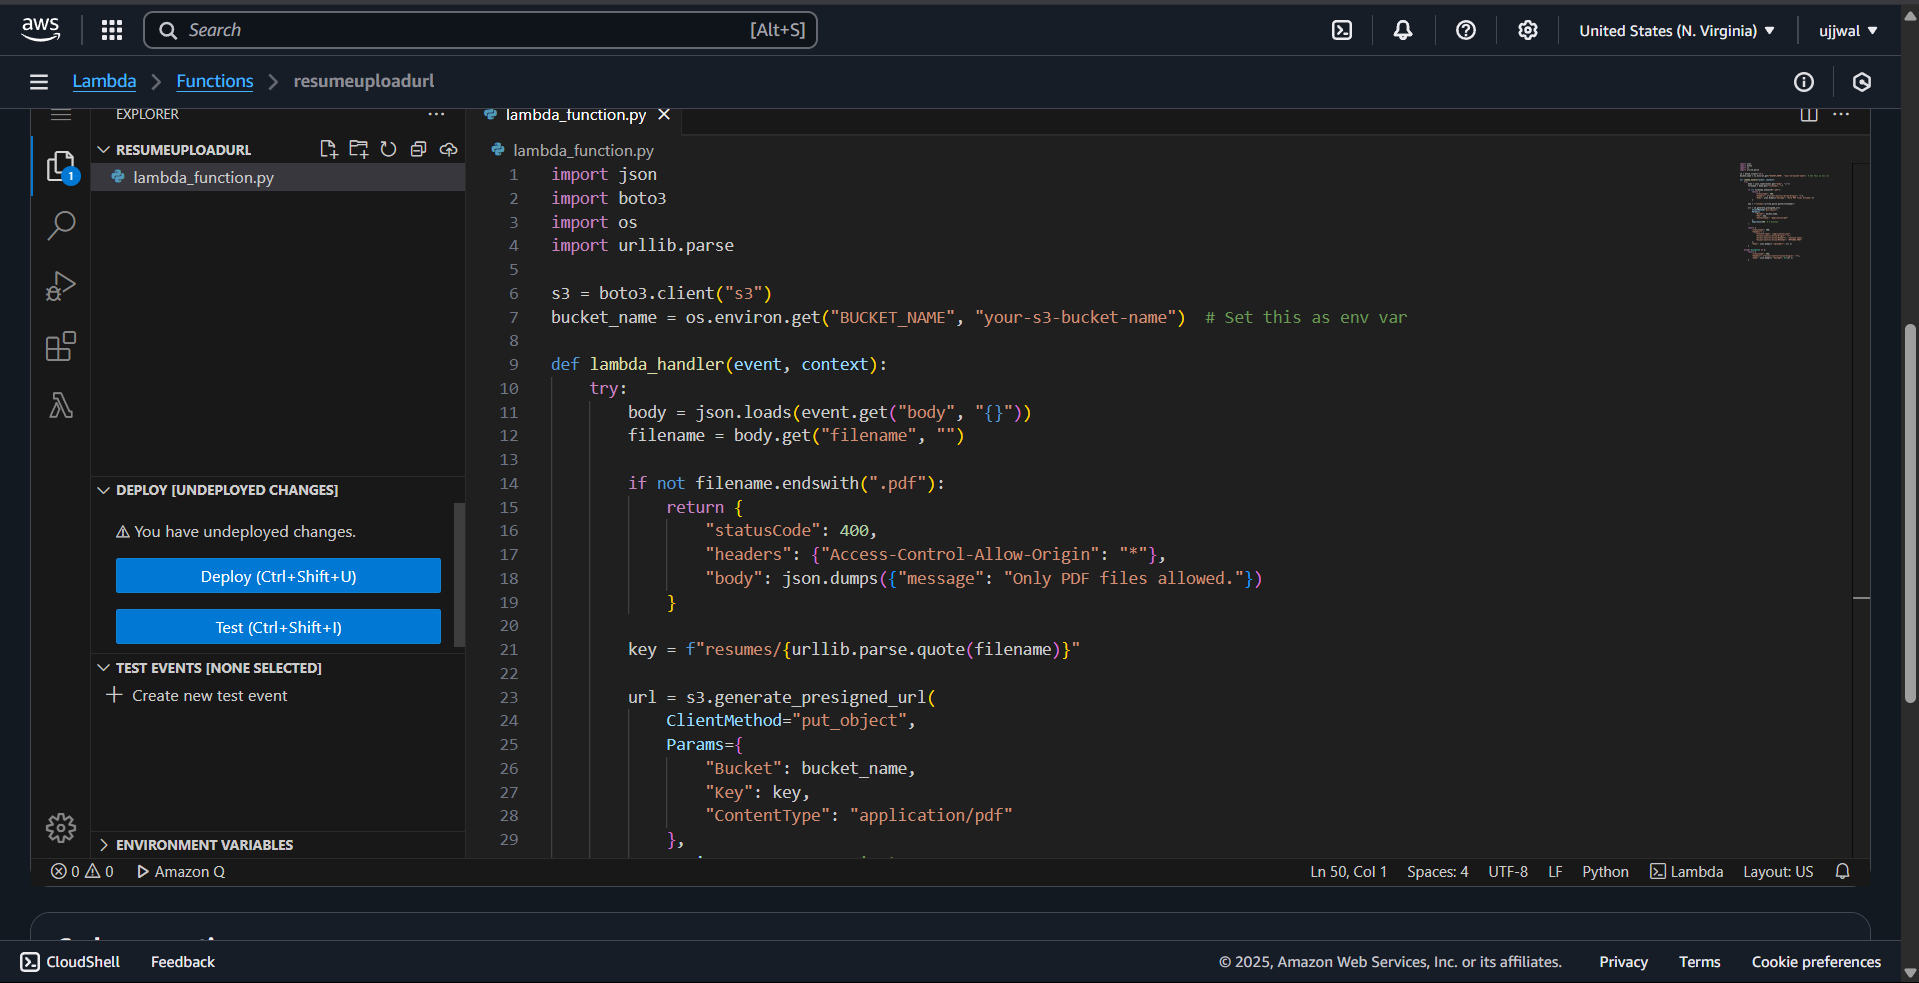 aws
Search [Alt+S]
United States (N. Virginia) ▼
ujjwal ▼
Lambda > Functions > resumeuploadurl
EXPLORER
lambda_function.py
RESUMEUPLOADURL
1
lambda_function.py
lambda_function.py
1 import json
2 import boto3
3 import os
4 import urllib.parse
5
6 s3 = boto3.client("s3")
7 bucket_name = os.environ.get("BUCKET_NAME", "your-s3-bucket-name")  # Set this as env var
8
9 def lambda_handler(event, context):
10     try:
11         body = json.loads(event.get("body", "{}"))
12         filename = body.get("filename", "")
13
14         if not filename.endswith(".pdf"):
15             return {
16                 "statusCode": 400,
17                 "headers": {"Access-Control-Allow-Origin": "*"},
18                 "body": json.dumps({"message": "Only PDF files allowed."})
19             }
20
21         key = f"resumes/{urllib.parse.quote(filename)}"
22
23         url = s3.generate_presigned_url(
24             ClientMethod="put_object",
25             Params={
26                 "Bucket": bucket_name,
27                 "Key": key,
28                 "ContentType": "application/pdf"
29             },
DEPLOY [UNDEPLOYED CHANGES]
You have undeployed changes.
Deploy (Ctrl+Shift+U)
Test (Ctrl+Shift+I)
TEST EVENTS [NONE SELECTED]
Create new test event
ENVIRONMENT VARIABLES
0 0 Amazon Q
Ln 50, Col 1 Spaces: 4 UTF-8 LF Python Lambda Layout: US
CloudShell Feedback
© 2025, Amazon Web Services, Inc. or its affiliates. Privacy Terms Cookie preferences